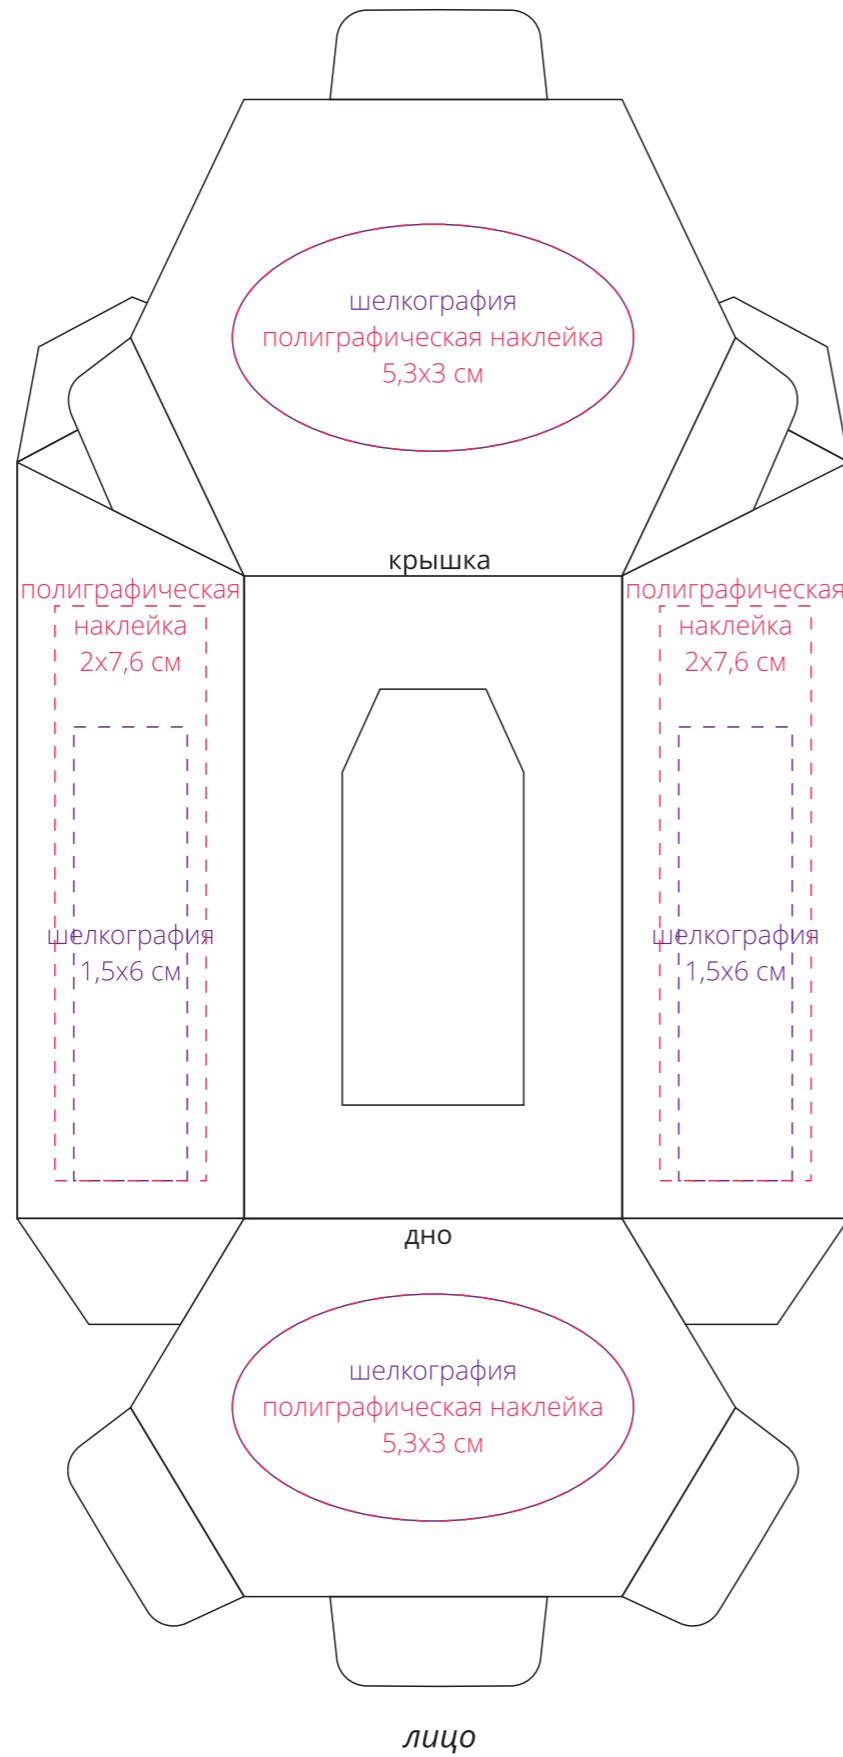 шелкография
полиграфическая наклейка
5,3х3 см
крышка
полиграфическая
наклейка
2х7,6 см
полиграфическая
наклейка
2х7,6 см
шелкография
1,5х6 см
шелкография
1,5х6 см
дно
шелкография
полиграфическая наклейка
5,3х3 см
лицо